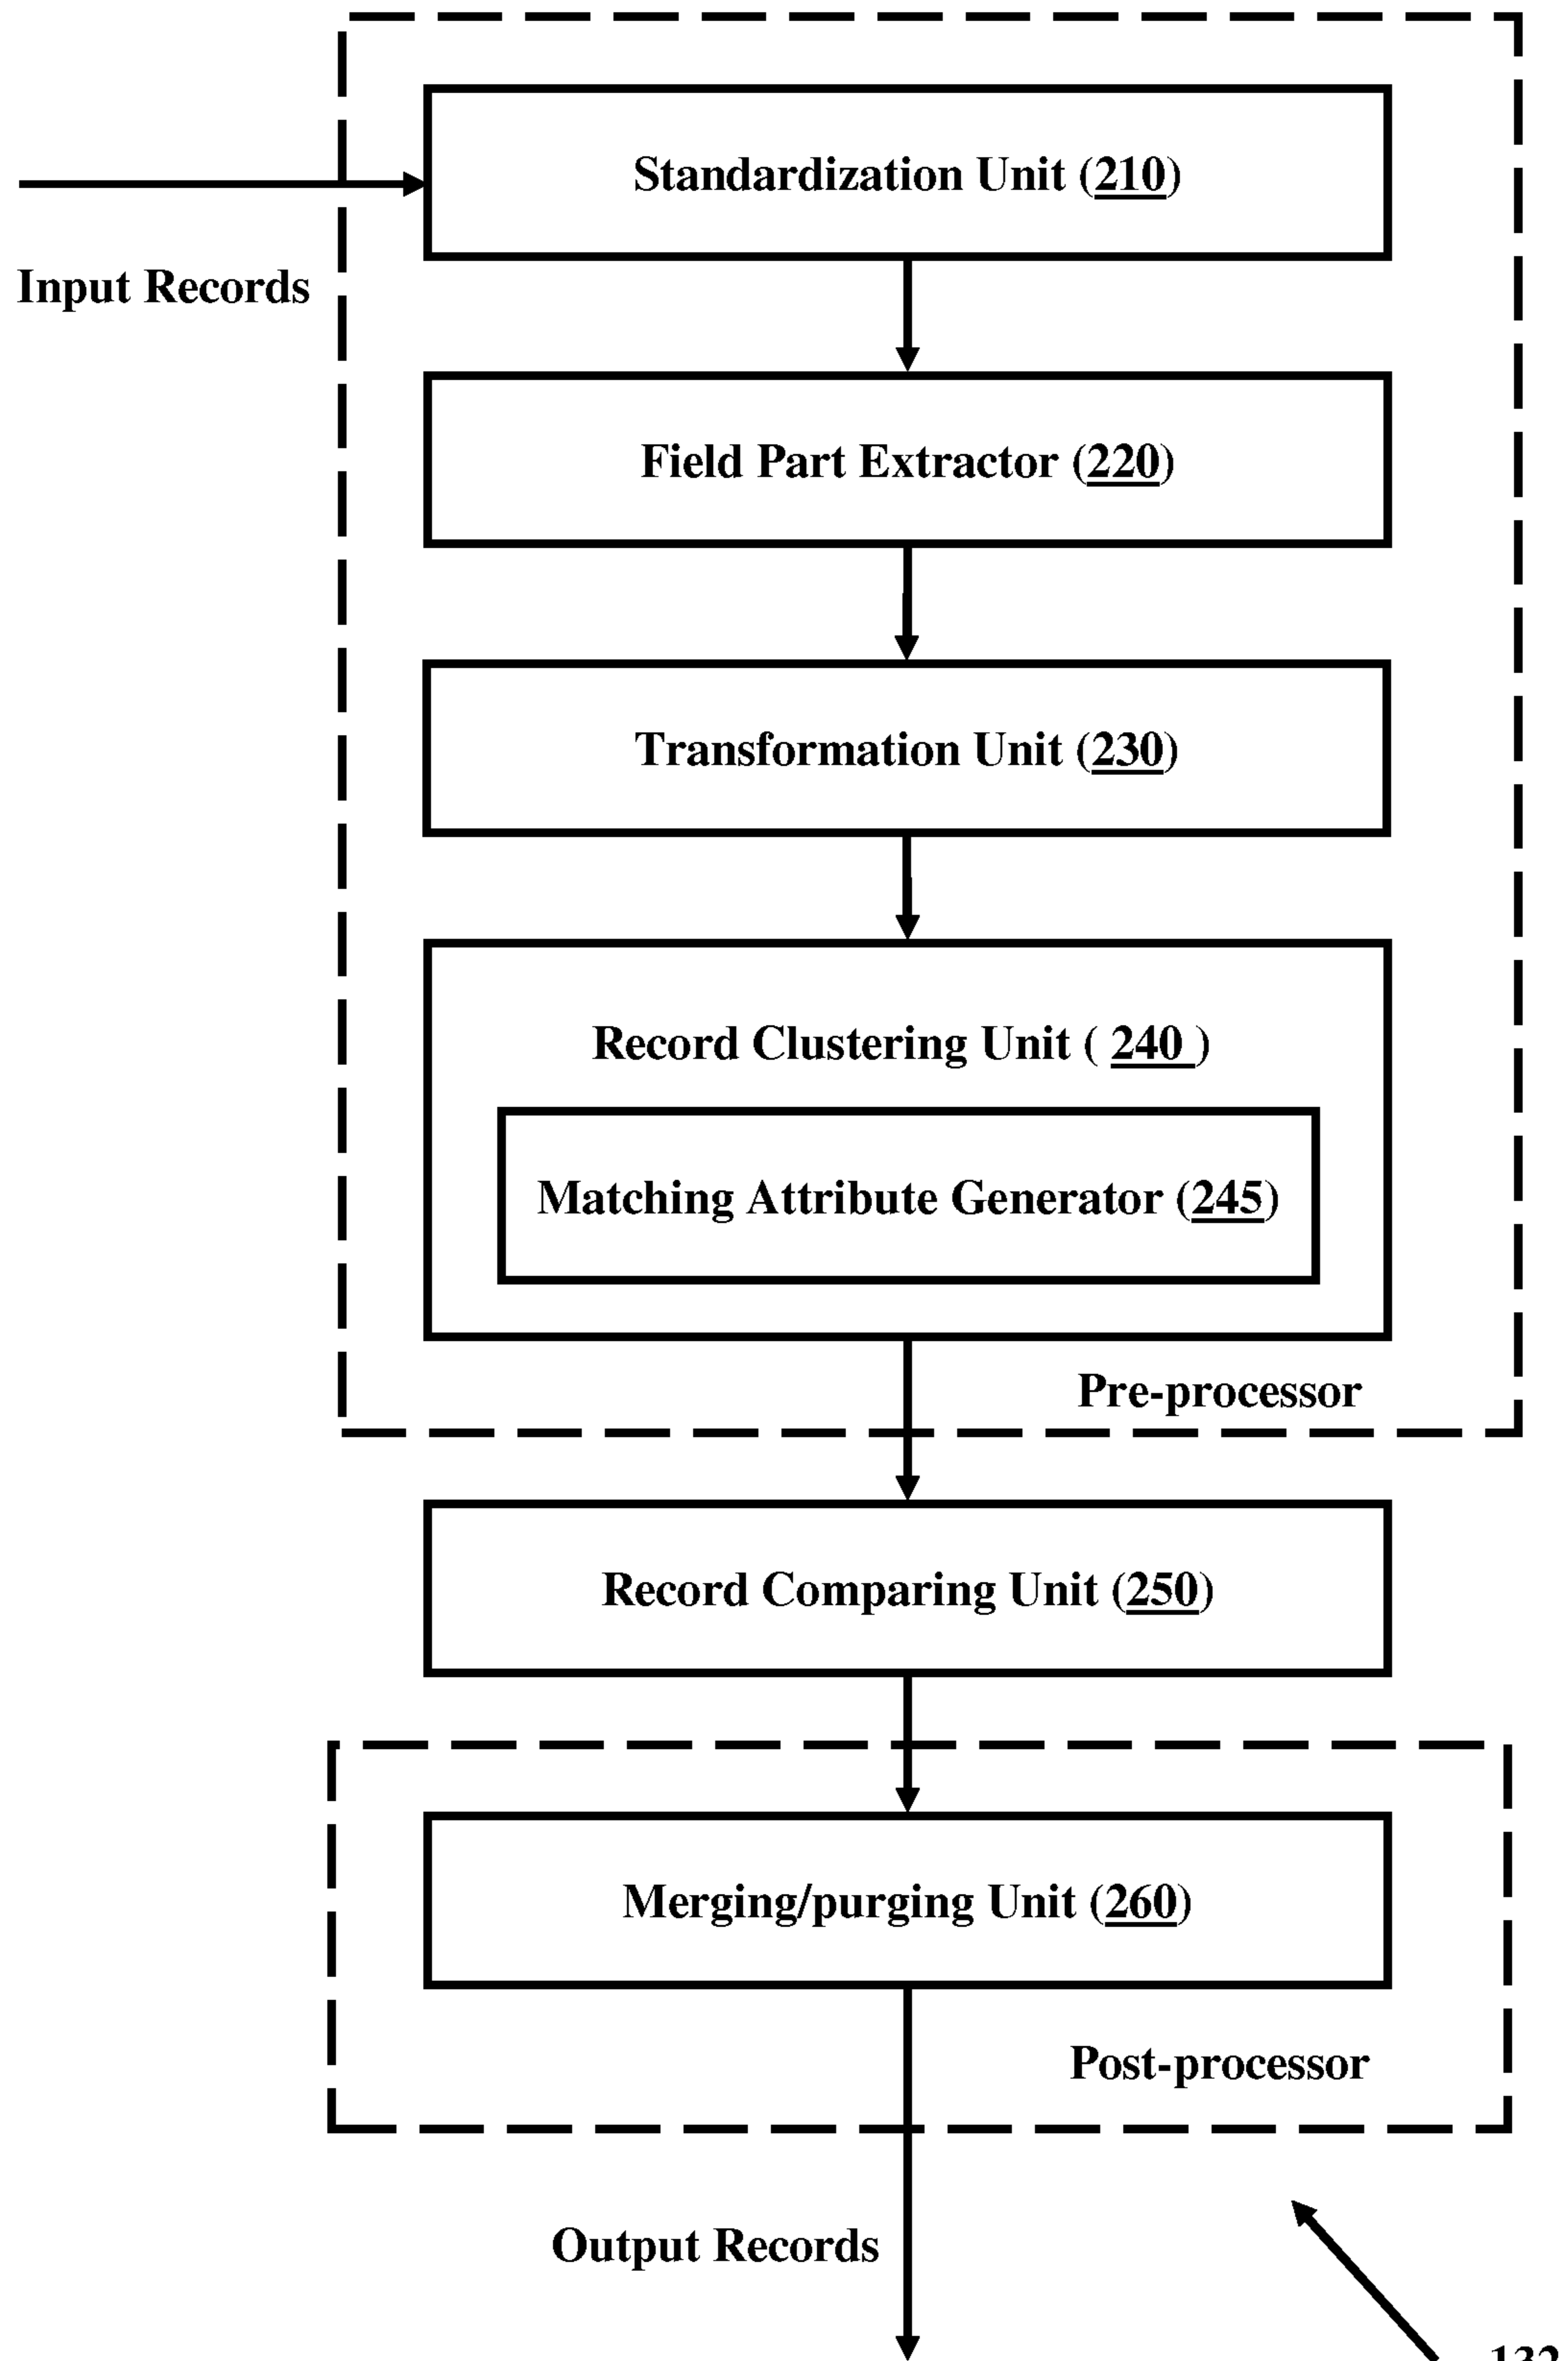 Standardization Unit (210)
Input Records
Field Part Extractor (220)
Transformation Unit (230)
Record Clustering Unit ( 240 )
Matching Attribute Generator (245)
Pre-processor
Record Comparing Unit (250)
Merging/purging Unit (260)
Post-processor
Output Records
132